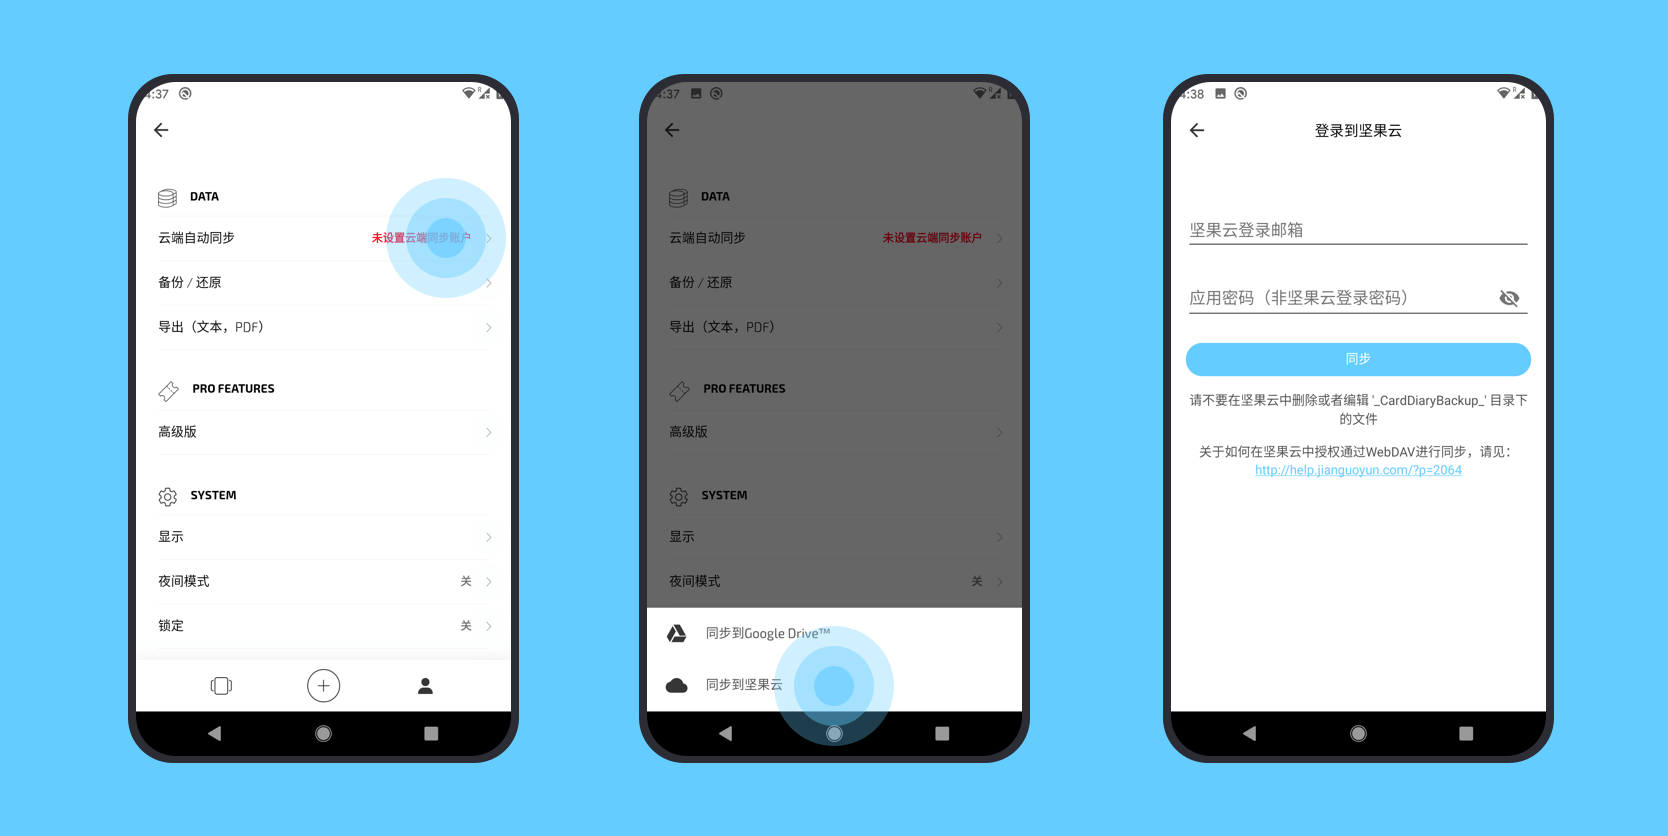 4:37
DATA
云端自动同步 未设置云端同步账户
备份 / 还原
导出（文本，PDF）
PRO FEATURES
高级版
SYSTEM
显示
夜间模式 关
锁定 关
4:37
DATA
云端自动同步 未设置云端同步账户
备份 / 还原
导出（文本，PDF）
PRO FEATURES
高级版
SYSTEM
显示
夜间模式 关
同步到Google Drive™
同步到坚果云
4:38
登录到坚果云
坚果云登录邮箱
应用密码（非坚果云登录密码）
同步
请不要在坚果云中删除或者编辑 '_CardDiaryBackup_' 目录下
的文件
关于如何在坚果云中授权通过WebDAV进行同步，请见：
http://help.jianguoyun.com/?p=2064